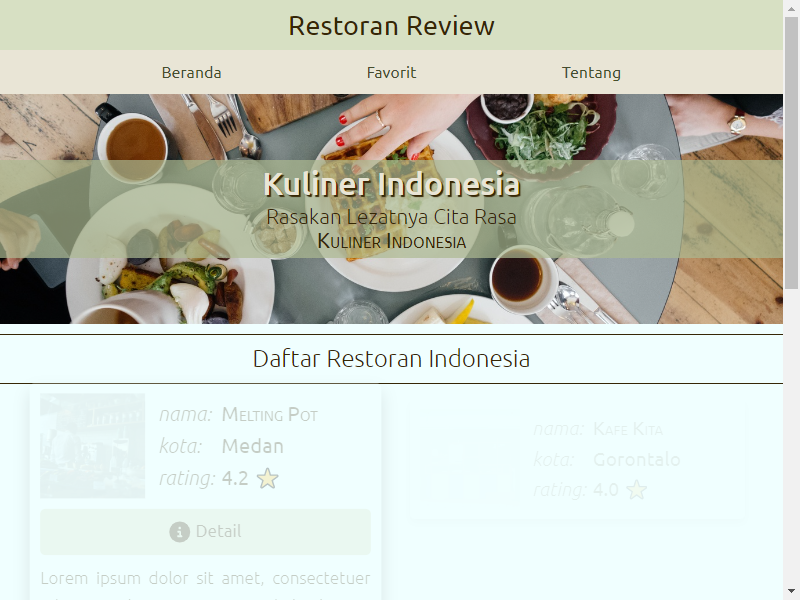 Restoran Review
Beranda Favorit Tentang
Kuliner Indonesia
Rasakan Lezatnya Cita Rasa
Kuliner Indonesia
Daftar Restoran Indonesia
nama: Melting Pot
kota: Medan
rating: 4.2
Detail
Lorem ipsum dolor sit amet, consectetuer
nama: Kafe Kita
kota: Gorontalo
rating: 4.0